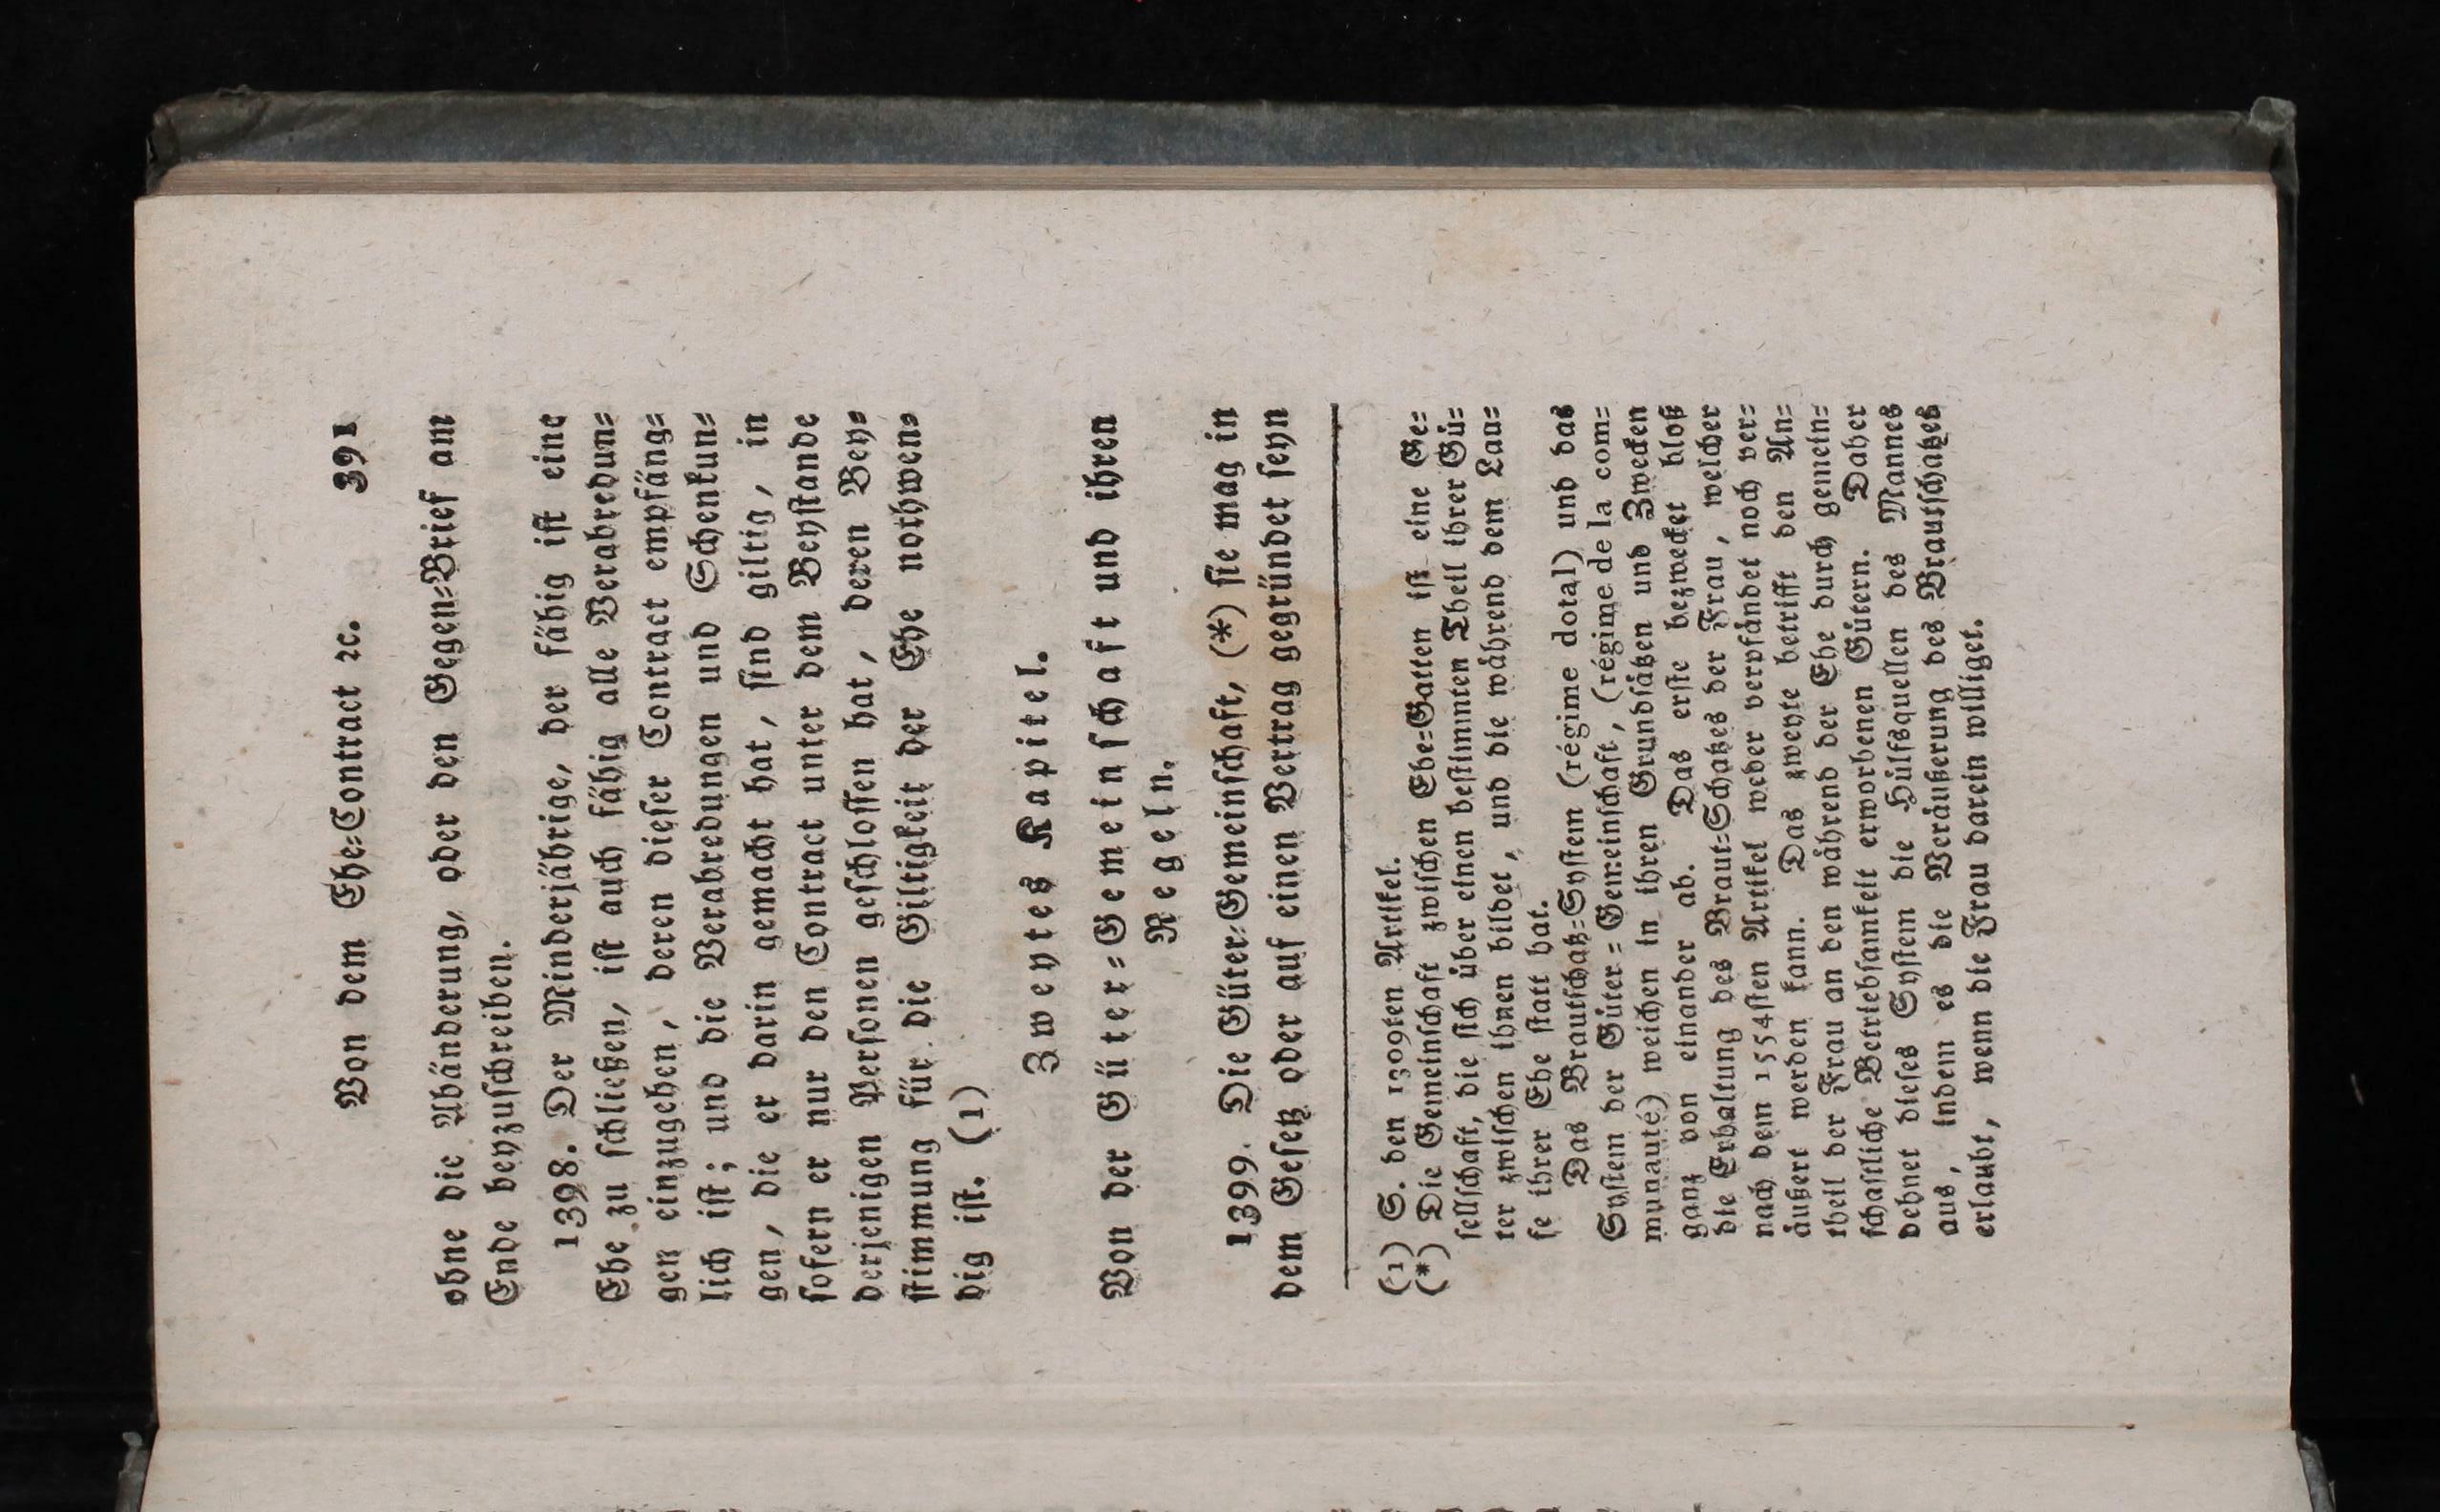 Von dem Ehe=Contract ꝛc. 391
ohne die Abänderung, oder den Gegen=Brief am
Ende beyzuschreiben.
1398. Der Minderjährige, der fähig ist eine
Ehe zu schließen, ist auch fähig alle Verabredun=
gen einzugehen, deren dieser Contract empfäng=
lich ist; und die Verabredungen und Schenkun=
gen, die er darin gemacht hat, sind giltig, in
sofern er nur den Contract unter dem Beystande
derjenigen Personen geschlossen hat, deren Bey=
stimmung für die Giltigkeit der Ehe nothwen=
dig ist. (1)
Zweytes Kapitel.
Von der Güter=Gemeinschaft und ihren
Regeln.
1399. Die Güter=Gemeinschaft, (*) sie mag in
dem Gesetz oder auf einen Vertrag gegründet seyn
(1) S. den 1309ten Artikel.
(*) Die Gemeinschaft zwischen Ehe=Gatten ist eine Ge=
sellschaft, die sich über einen bestimmten Theil ihrer Gü=
ter zwischen ihnen bildet, und die während dem Lau=
fe ihrer Ehe statt hat.
Das Brautschatz=System (régime dotal) und das
System der Güter=Gemeinschaft, (régime de la com=
munauté) weichen in ihren Grundsätzen und Zwecken
ganz von einander ab. Das erste bezwecket bloß
die Erhaltung des Braut=Schatzes der Frau, welcher
nach dem 1554sten Artikel weder verpfändet noch ver=
äußert werden kann. Das zweyte betrifft den An=
theil der Frau an den während der Ehe durch gemein=
schaftliche Betriebsamkeit erworbenen Gütern. Daher
dehnet dieses System die Hülfsquellen des Mannes
aus, indem es die Veräußerung des Brautschatzes
erlaubt, wenn die Frau darein williget.